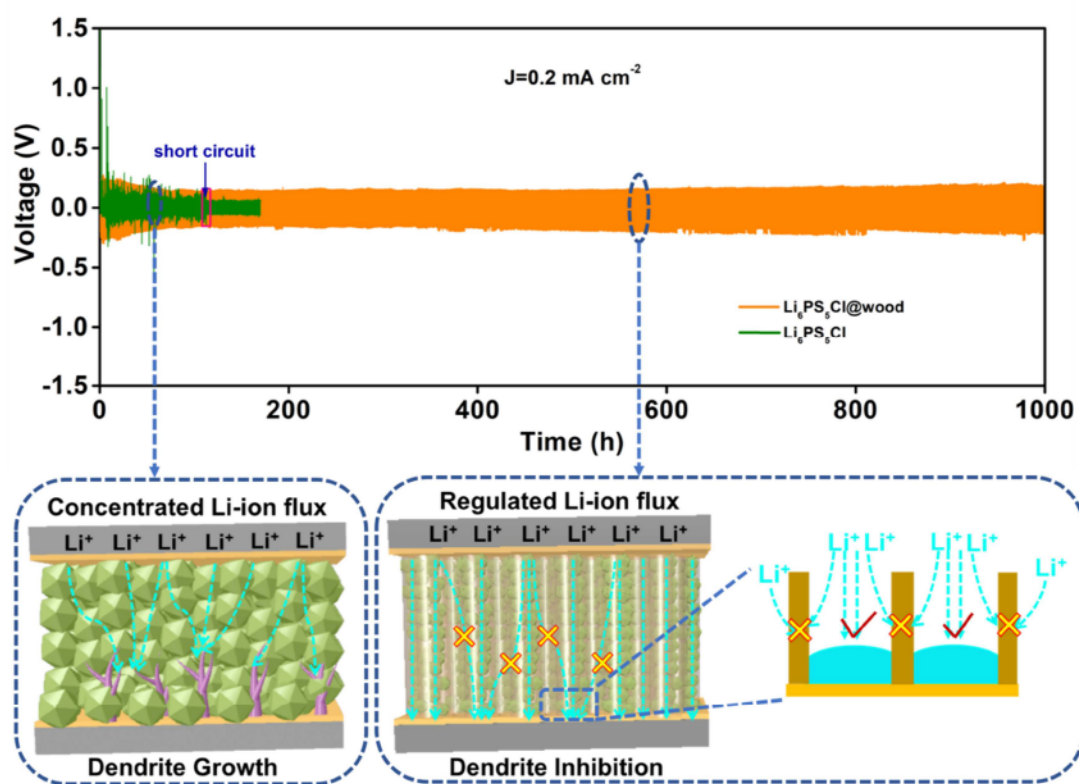 1.5
1.0
0.5
0.0
-0.5
-1.0
-1.5
Voltage (V)
J=0.2 mA cm⁻²
short circuit
Li₆PS₅Cl@wood
Li₆PS₅Cl
0 200 400 600 800 1000
Time (h)
Concentrated Li-ion flux
Li⁺ Li⁺ Li⁺ Li⁺ Li⁺ Li⁺
Dendrite Growth
Regulated Li-ion flux
Li⁺ Li⁺ Li⁺ Li⁺ Li⁺ Li⁺
Dendrite Inhibition
Li⁺ Li⁺ Li⁺ Li⁺
Li⁺ Li⁺